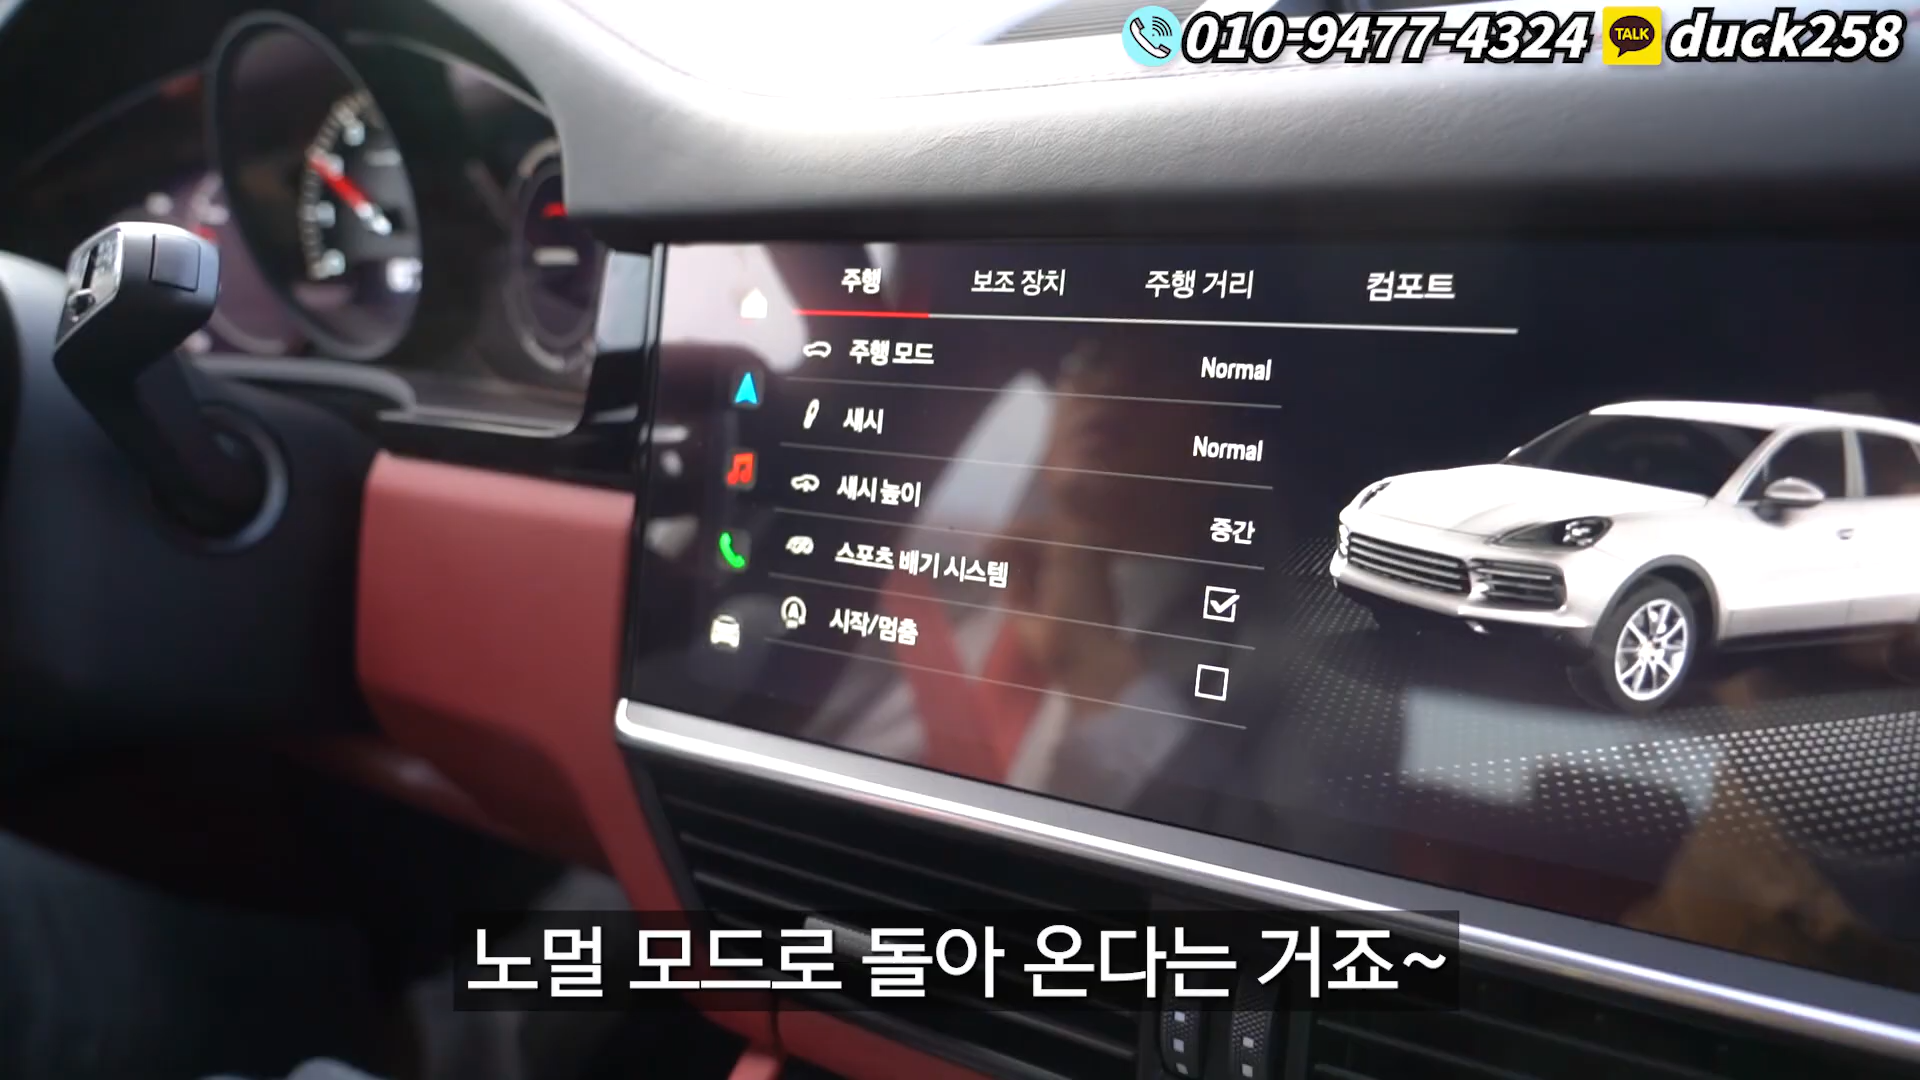 010-9477-4324 TALK duck258
주행 보조 장치 주행 거리 컴포트
주행 모드 Normal
섀시 Normal
섀시 높이 중간
스포츠 배기 시스템
시작/멈춤
노멀 모드로 돌아 온다는 거죠~